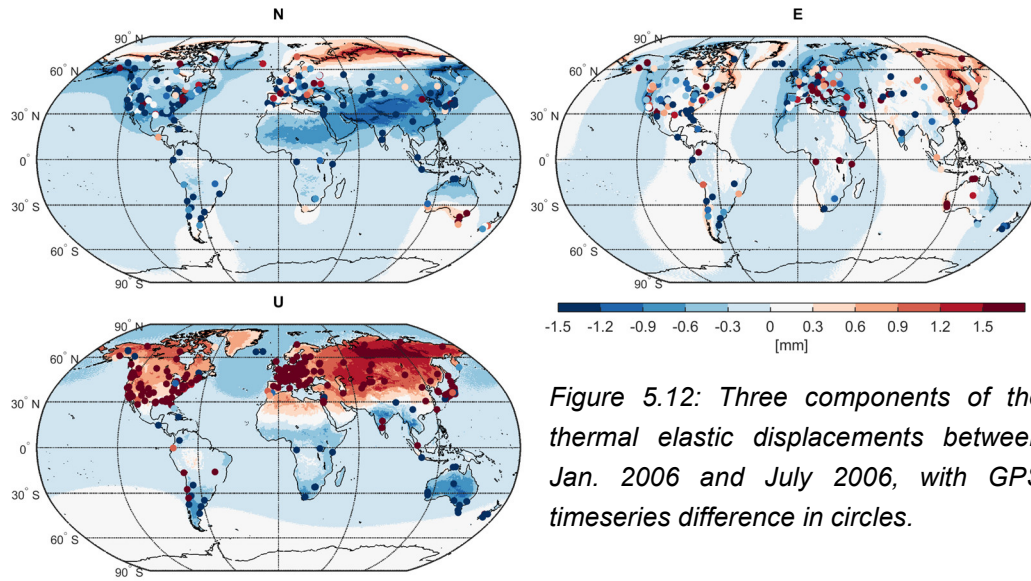 N
90° N
60° N
30° N
0°
30° S
60° S
90° S
E
90° N
60° N
30° N
0°
30° S
60° S
90° S
U
90° N
60° N
30° N
0°
30° S
60° S
90° S
-1.5 -1.2 -0.9 -0.6 -0.3 0 0.3 0.6 0.9 1.2 1.5
[mm]
Figure 5.12: Three components of the
thermal elastic displacements between
Jan. 2006 and July 2006, with GPS
timeseries difference in circles.